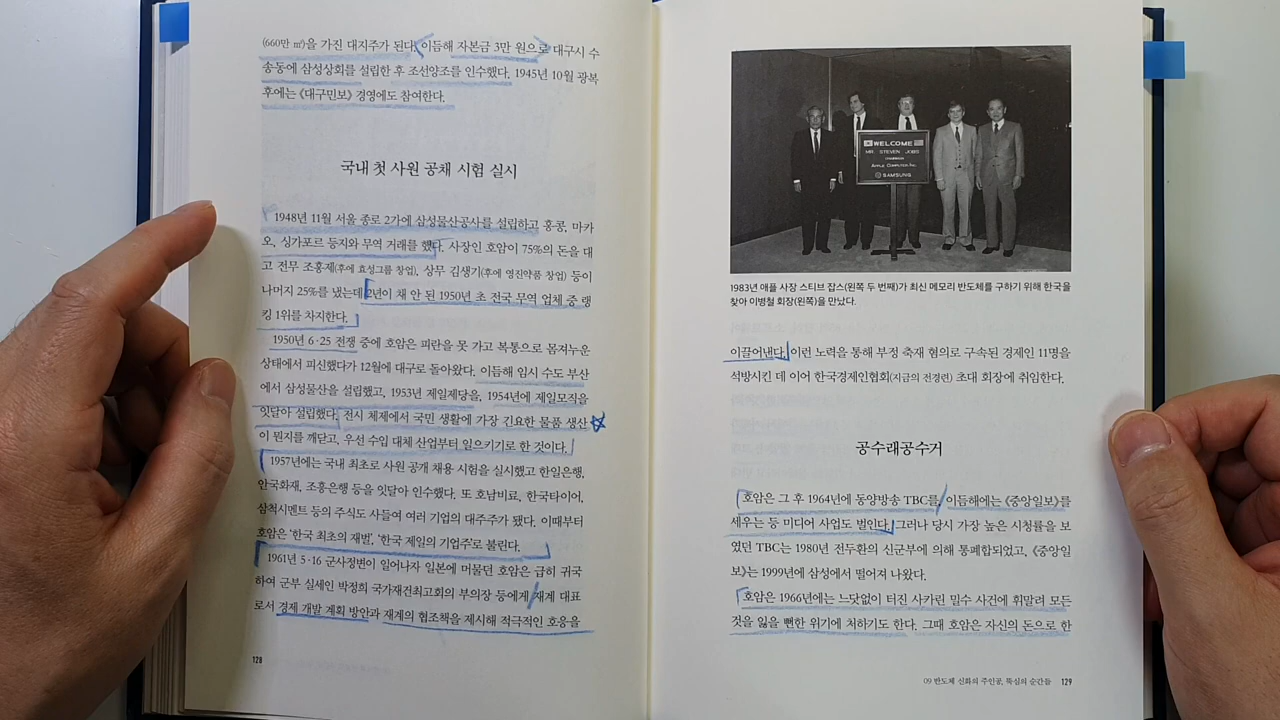 (660만 ㎡)을 가진 대지주가 된다. 이듬해 자본금 3만 원으로 대구시 수
송동에 삼성상회를 설립한 후 조선양조를 인수했다. 1945년 10월 광복
후에는 《대구민보》 경영에도 참여한다.
국내 첫 사원 공채 시험 실시
1948년 11월 서울 종로 2가에 삼성물산공사를 설립하고 홍콩, 마카
오, 싱가포르 등지와 무역 거래를 했다. 사장인 호암이 75%의 돈을 대
고 전무 조홍제(후에 효성그룹 창업), 상무 김생기(후에 영진약품 창업) 등이
나머지 25%를 냈는데 2년이 채 안 된 1950년 초 전국 무역 업체 중 랭
킹 1위를 차지한다.
1950년 6·25 전쟁 중에 호암은 피란을 못 가고 복통으로 몸져누운
상태에서 피신했다가 12월에 대구로 돌아왔다. 이듬해 임시 수도 부산
에서 삼성물산을 설립했고, 1953년 제일제당을, 1954년에 제일모직을
잇달아 설립했다. 전시 체제에서 국민 생활에 가장 긴요한 물품 생산
이 뭔지를 깨닫고, 우선 수입 대체 산업부터 일으키기로 한 것이다.
1957년에는 국내 최초로 사원 공개 채용 시험을 실시했고 한일은행,
안국화재, 조흥은행 등을 잇달아 인수했다. 또 호남비료, 한국타이어,
삼척시멘트 등의 주식도 사들여 여러 기업의 대주주가 됐다. 이때부터
호암은 '한국 최초의 재벌', '한국 제일의 기업주'로 불린다.
1961년 5·16 군사정변이 일어나자 일본에 머물던 호암은 급히 귀국
하여 군부 실세인 박정희 국가재건최고회의 부의장 등에게 재계 대표
로서 경제 개발 계획 방안과 재계의 협조책을 제시해 적극적인 호응을
128
WELCOME
MR. STEVEN JOBS
CHAIRMAN
APPLE COMPUTER INC.
SAMSUNG
1983년 애플 사장 스티브 잡스(왼쪽 두 번째)가 최신 메모리 반도체를 구하기 위해 한국을
찾아 이병철 회장(왼쪽)을 만났다.
이끌어낸다. 이런 노력을 통해 부정 축재 혐의로 구속된 경제인 11명을
석방시킨 데 이어 한국경제인협회(지금의 전경련) 초대 회장에 취임한다.
공수래공수거
호암은 그 후 1964년에 동양방송 TBC를, 이듬해에는 《중앙일보》를
세우는 등 미디어 사업도 벌인다. 그러나 당시 가장 높은 시청률을 보
였던 TBC는 1980년 전두환의 신군부에 의해 통폐합되었고, 《중앙일
보》는 1999년에 삼성에서 떨어져 나왔다.
호암은 1966년에는 느닷없이 터진 사카린 밀수 사건에 휘말려 모든
것을 잃을 뻔한 위기에 처하기도 한다. 그때 호암은 자신의 돈으로 한
09 반도체 신화의 주인공, 뚝심의 순간들 129